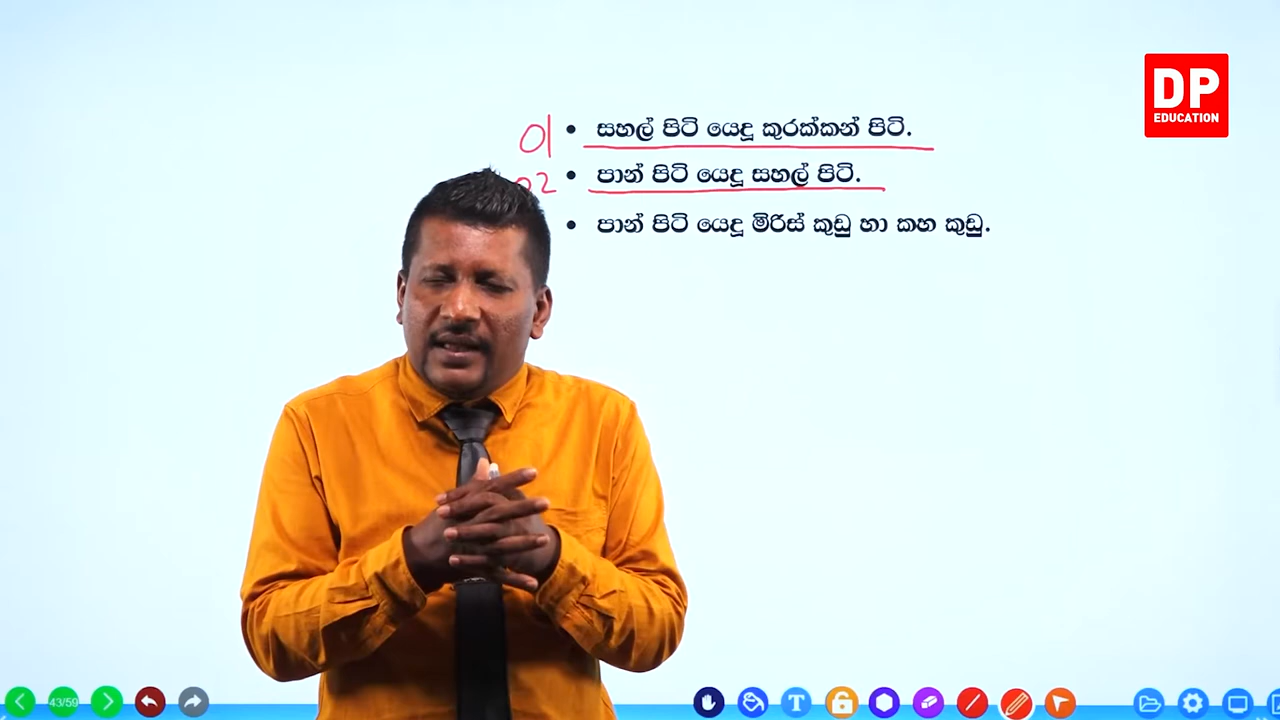 DP
EDUCATION
01 • සහල් පිටි යෙදූ කුරක්කන් පිටි.
02 • පාන් පිටි යෙදූ සහල් පිටි.
• පාන් පිටි යෙදූ මිරිස් කුඩු හා කහ කුඩු.
43/59